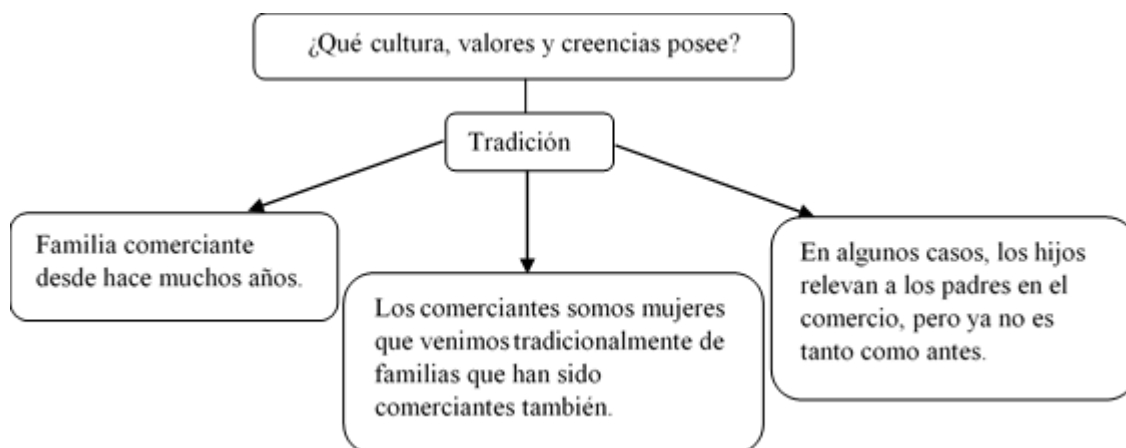 ¿Qué cultura, valores y creencias posee?
Tradición
Familia comerciante
desde hace muchos años.
Los comerciantes somos mujeres
que venimos tradicionalmente de
familias que han sido
comerciantes también.
En algunos casos, los hijos
relevan a los padres en el
comercio, pero ya no es
tanto como antes.